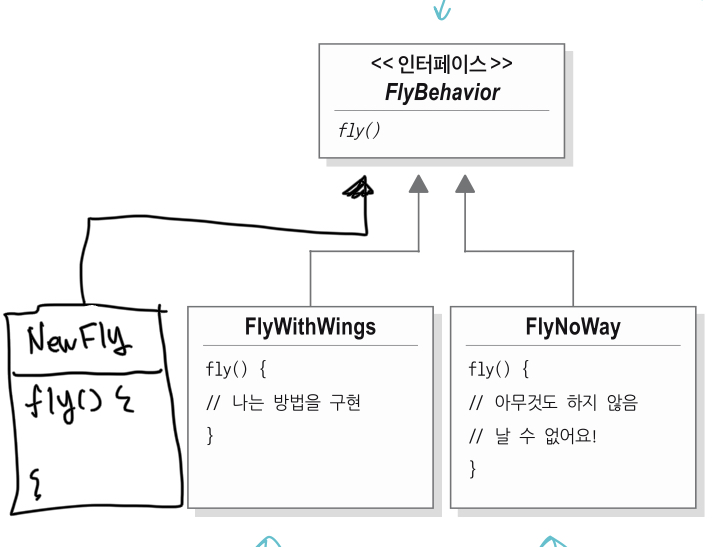 << 인터페이스 >>
FlyBehavior
fly()
NewFly
fly() {
}
FlyWithWings
fly() {
// 나는 방법을 구현
}
FlyNoWay
fly() {
// 아무것도 하지 않음
// 날 수 없어요!
}